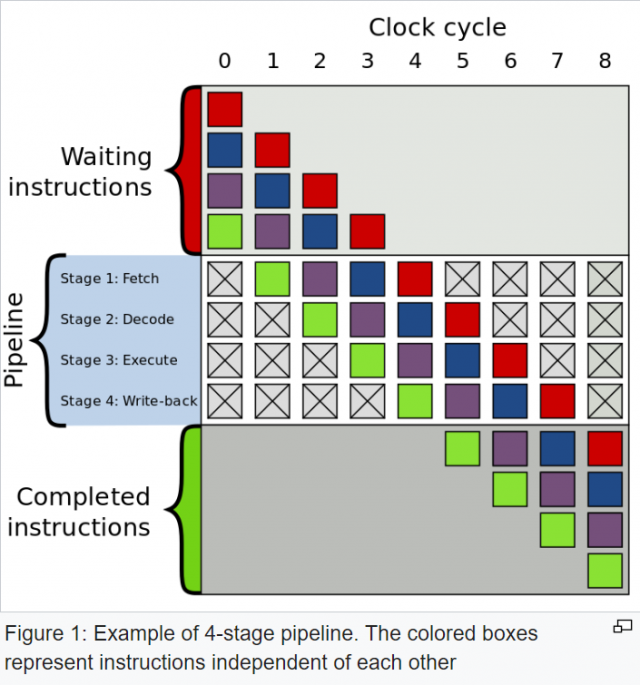 Clock cycle
0 1 2 3 4 5 6 7 8
Waiting
instructions
Pipeline
Stage 1: Fetch
Stage 2: Decode
Stage 3: Execute
Stage 4: Write-back
Completed
instructions
Figure 1: Example of 4-stage pipeline. The colored boxes
represent instructions independent of each other